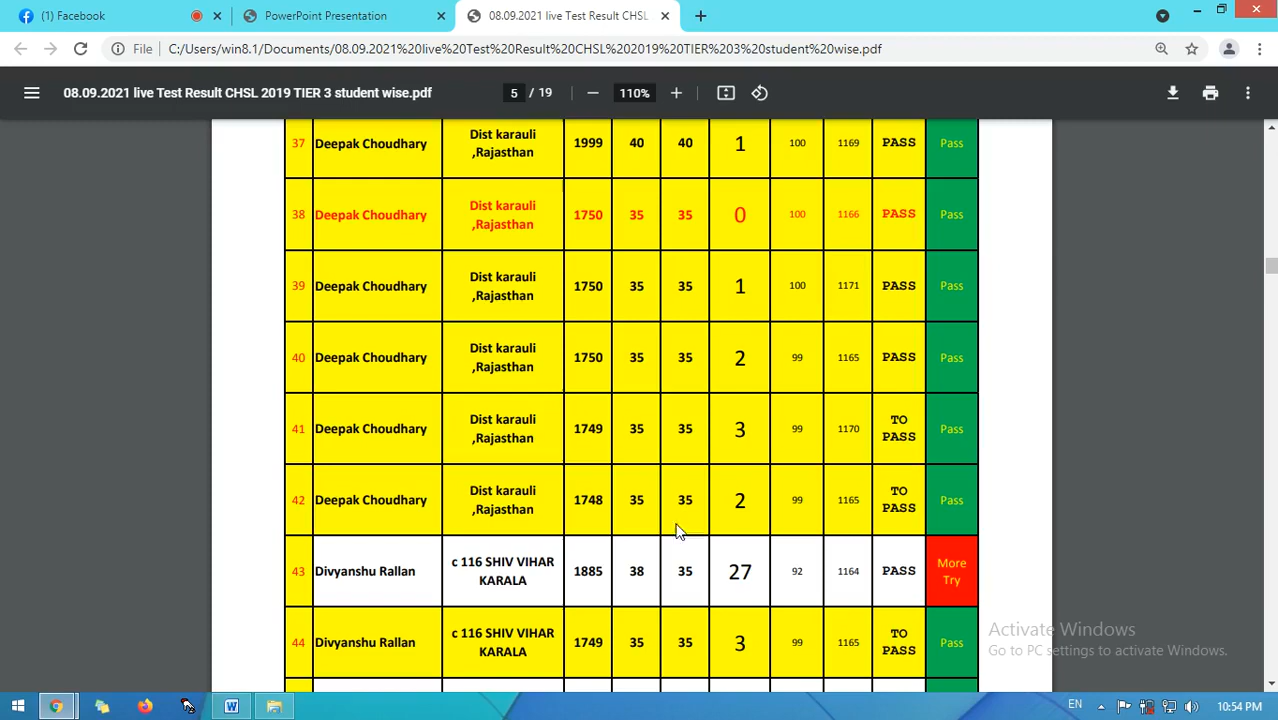 (1) Facebook
PowerPoint Presentation
08.09.2021 live Test Result CHSL
File
C:/Users/win8.1/Documents/08.09.2021%20live%20Test%20Result%20CHSL%202019%20TIER%203%20student%20wise.pdf
08.09.2021 live Test Result CHSL 2019 TIER 3 student wise.pdf
5 / 19
110%
37 Deepak Choudhary Dist karauli ,Rajasthan 1999 40 40 1 100 1169 PASS Pass
38 Deepak Choudhary Dist karauli ,Rajasthan 1750 35 35 0 100 1166 PASS Pass
39 Deepak Choudhary Dist karauli ,Rajasthan 1750 35 35 1 100 1171 PASS Pass
40 Deepak Choudhary Dist karauli ,Rajasthan 1750 35 35 2 99 1165 PASS Pass
41 Deepak Choudhary Dist karauli ,Rajasthan 1749 35 35 3 99 1170 TO PASS Pass
42 Deepak Choudhary Dist karauli ,Rajasthan 1748 35 35 2 99 1165 TO PASS Pass
43 Divyanshu Rallan c 116 SHIV VIHAR KARALA 1885 38 35 27 92 1164 PASS More Try
44 Divyanshu Rallan c 116 SHIV VIHAR KARALA 1749 35 35 3 99 1165 TO PASS Pass
Activate Windows
Go to PC settings to activate Windows.
EN
10:54 PM